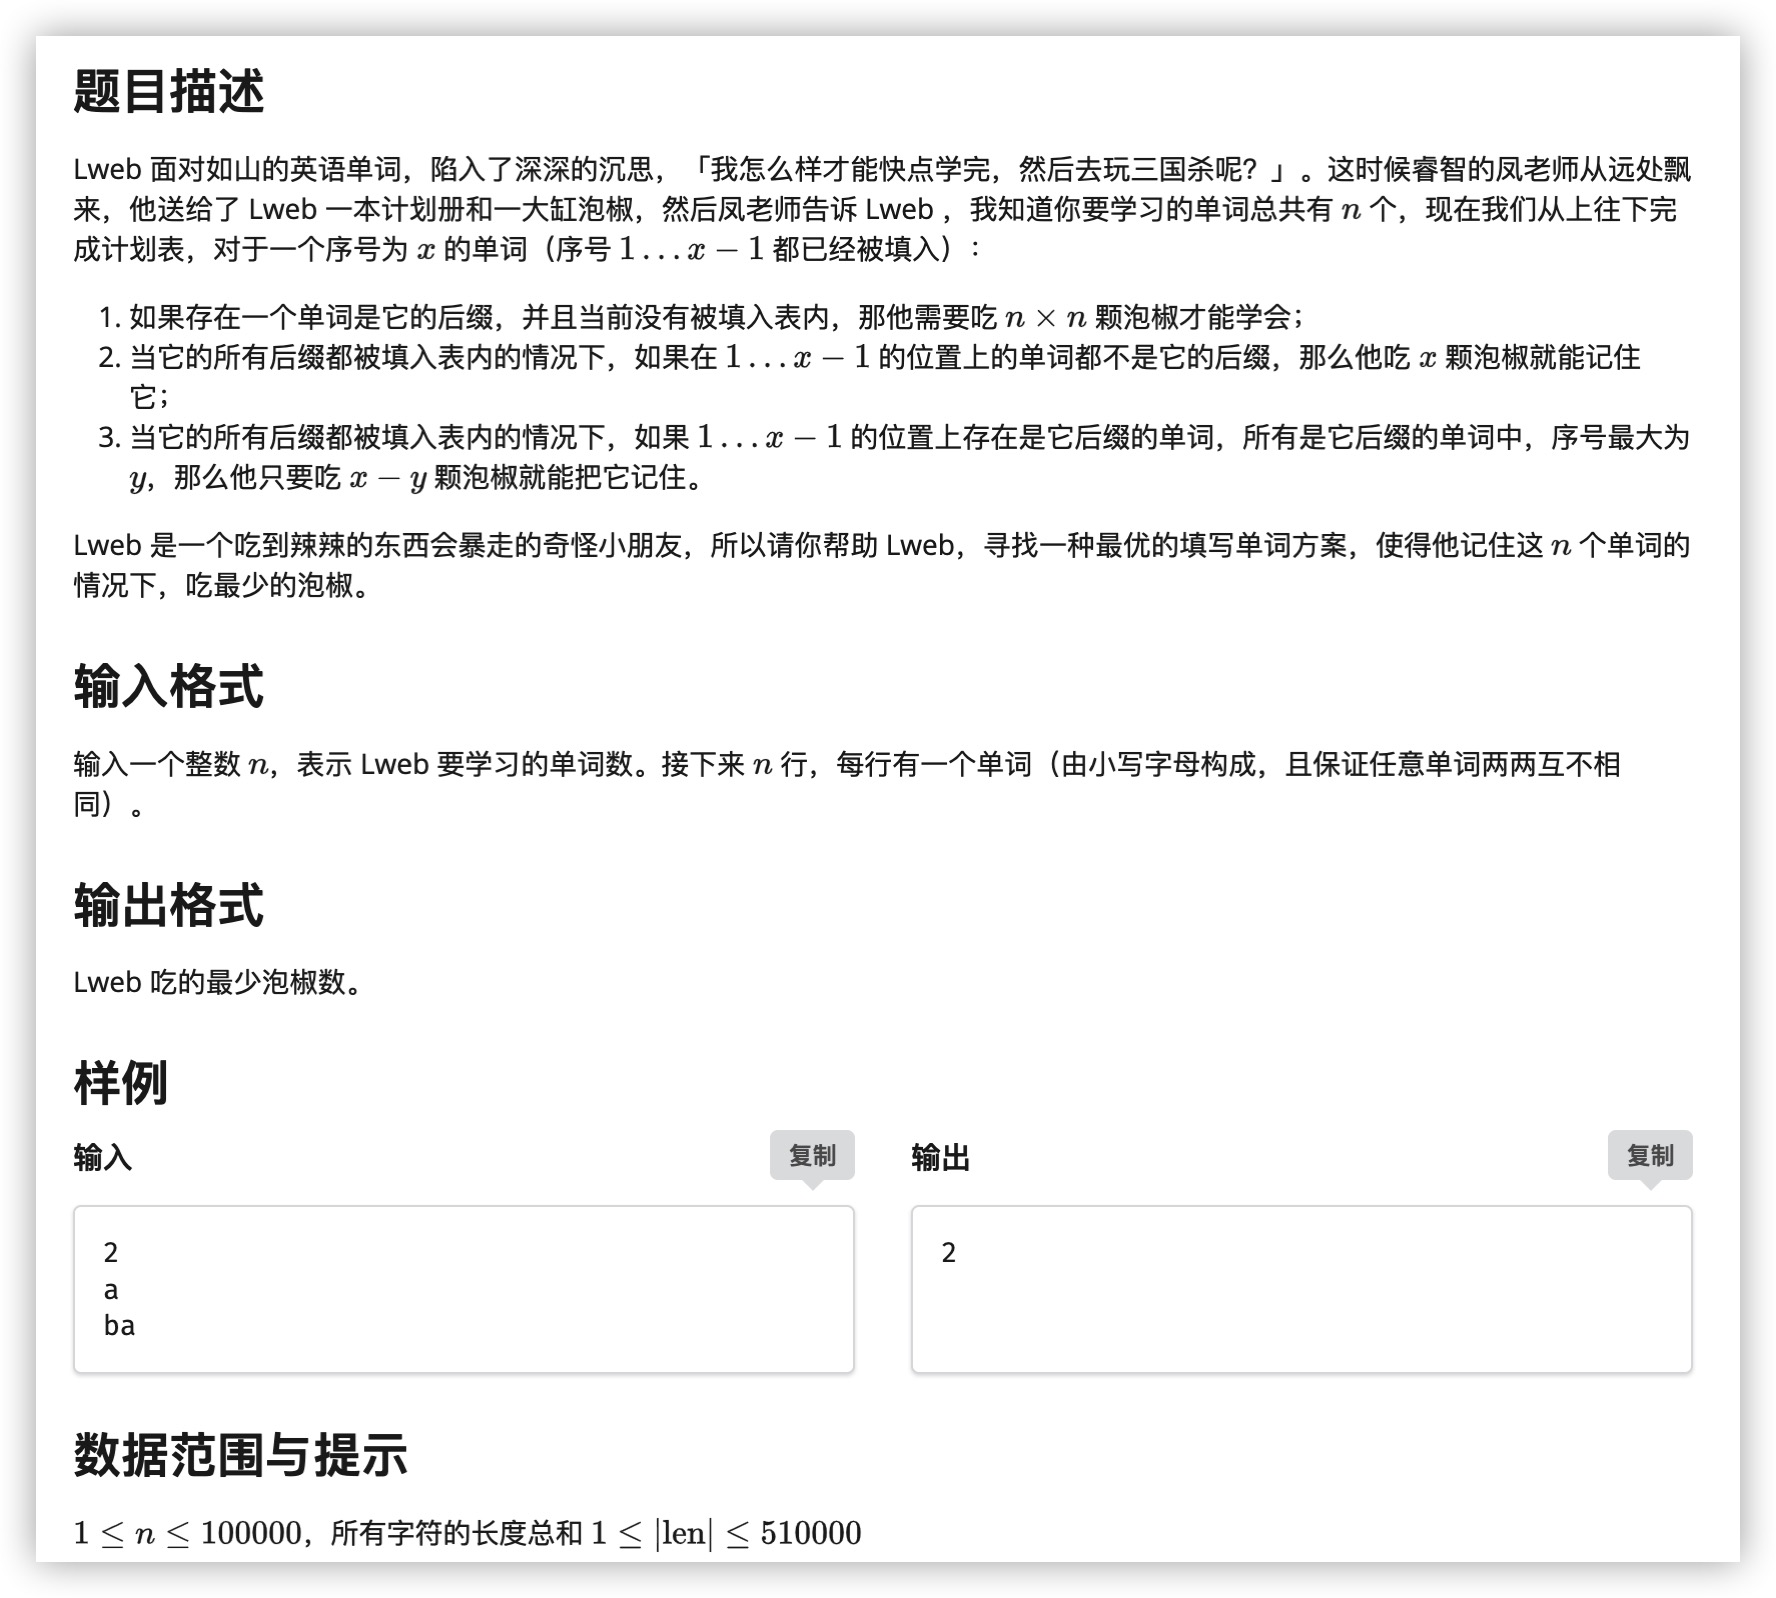 题目描述
Lweb 面对如山的英语单词，陷入了深深的沉思，「我怎么样才能快点学完，然后去玩三国杀呢？」。这时候睿智的凤老师从远处飘
来，他送给了 Lweb 一本计划册和一大缸泡椒，然后凤老师告诉 Lweb ，我知道你要学习的单词总共有 n 个，现在我们从上往下完
成计划表，对于一个序号为 x 的单词（序号 1…x − 1 都已经被填入）：
1. 如果存在一个单词是它的后缀，并且当前没有被填入表内，那他需要吃 n × n 颗泡椒才能学会；
2. 当它的所有后缀都被填入表内的情况下，如果在 1…x − 1 的位置上的单词都不是它的后缀，那么他吃 x 颗泡椒就能记住
它；
3. 当它的所有后缀都被填入表内的情况下，如果 1…x − 1 的位置上存在是它后缀的单词，所有是它后缀的单词中，序号最大为
y，那么他只要吃 x − y 颗泡椒就能把它记住。
Lweb 是一个吃到辣辣的东西会暴走的奇怪小朋友，所以请你帮助 Lweb，寻找一种最优的填写单词方案，使得他记住这 n 个单词的
情况下，吃最少的泡椒。
输入格式
输入一个整数 n，表示 Lweb 要学习的单词数。接下来 n 行，每行有一个单词（由小写字母构成，且保证任意单词两两互不相
同）。
输出格式
Lweb 吃的最少泡椒数。
样例
输入 复制 输出 复制
2 2
a
ba
数据范围与提示
1 ≤ n ≤ 100000，所有字符的长度总和 1 ≤ |len| ≤ 510000